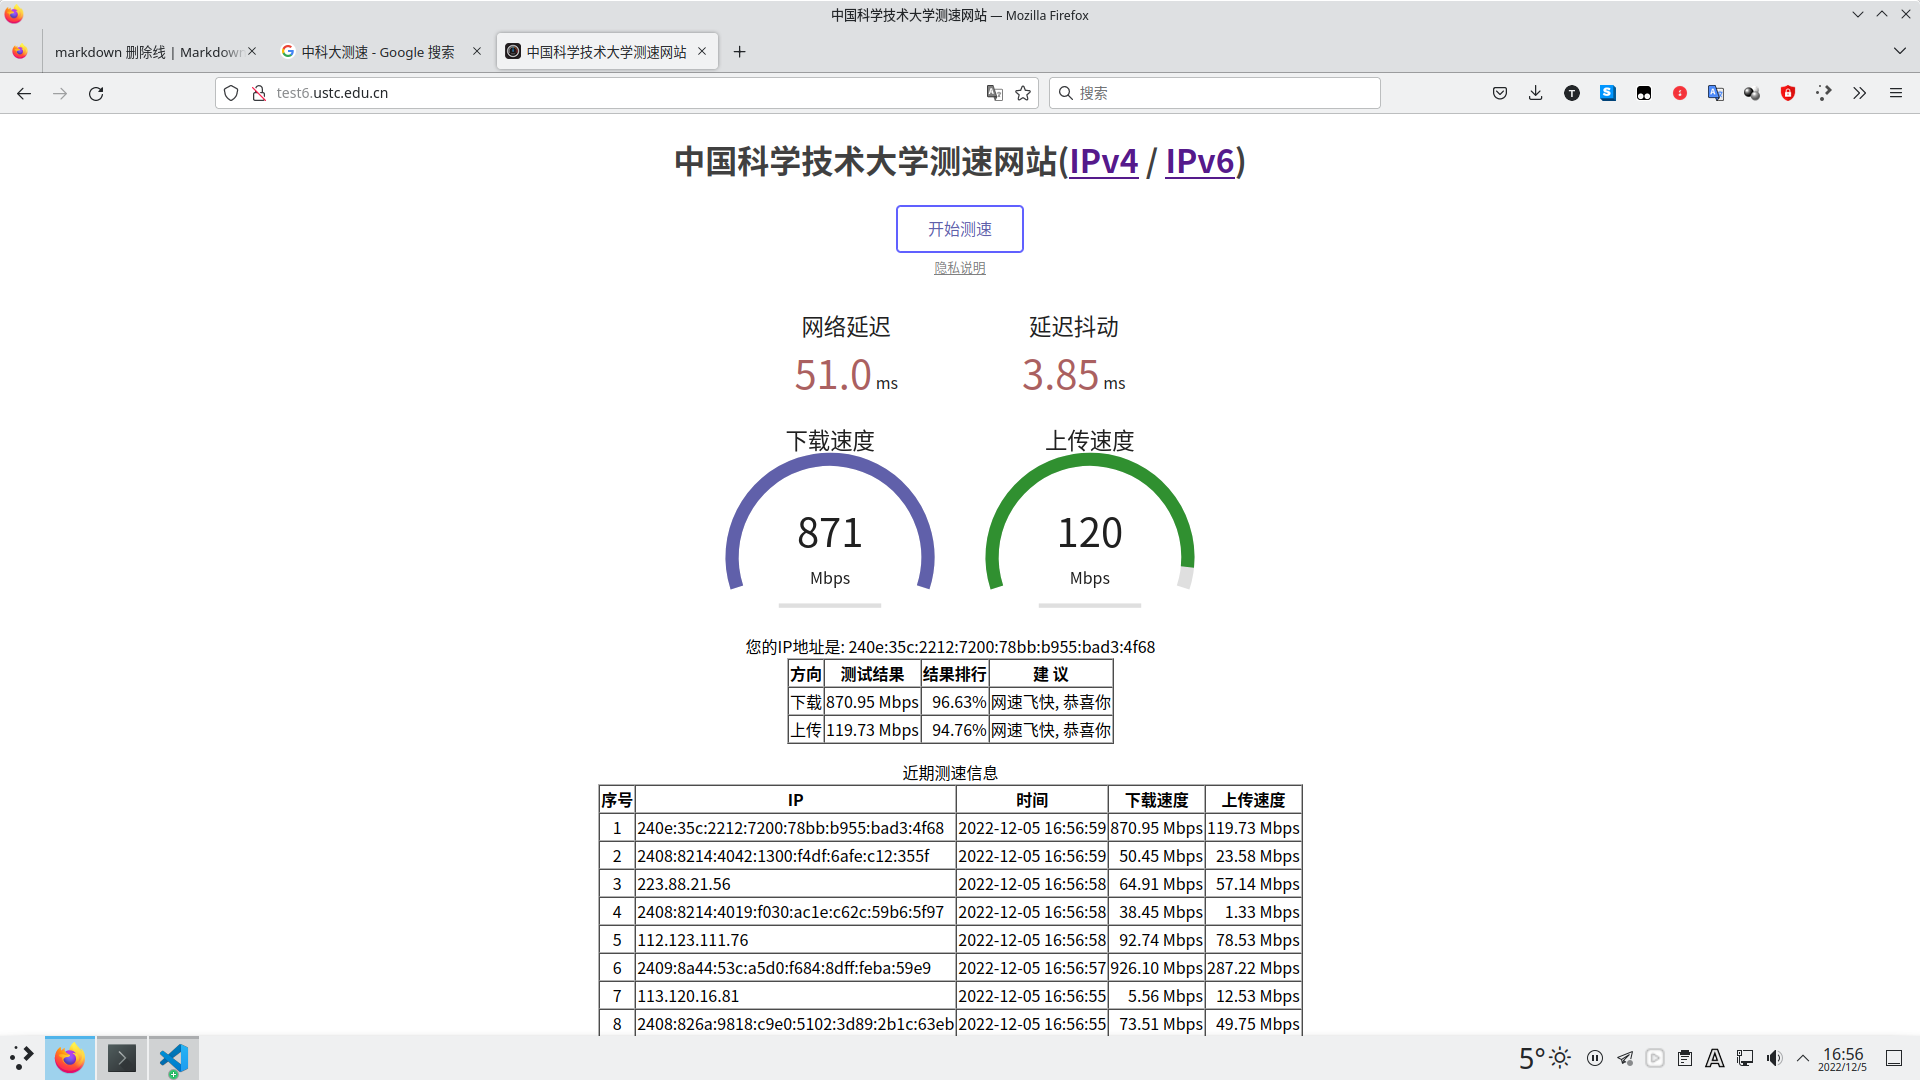 中国科学技术大学测速网站 — Mozilla Firefox
markdown 删除线 | Markdown
中科大测速 - Google 搜索
中国科学技术大学测速网站
test6.ustc.edu.cn
搜索
中国科学技术大学测速网站(IPv4 / IPv6)
开始测速
隐私说明
网络延迟 延迟抖动
51.0 ms 3.85 ms
下载速度 上传速度
871 120
Mbps Mbps
您的IP地址是: 240e:35c:2212:7200:78bb:b955:bad3:4f68
方向 测试结果 结果排行 建 议
下载 870.95 Mbps 96.63% 网速飞快, 恭喜你
上传 119.73 Mbps 94.76% 网速飞快, 恭喜你
近期测速信息
序号 IP 时间 下载速度 上传速度
1 240e:35c:2212:7200:78bb:b955:bad3:4f68 2022-12-05 16:56:59 870.95 Mbps 119.73 Mbps
2 2408:8214:4042:1300:f4df:6afe:c12:355f 2022-12-05 16:56:59 50.45 Mbps 23.58 Mbps
3 223.88.21.56 2022-12-05 16:56:58 64.91 Mbps 57.14 Mbps
4 2408:8214:4019:f030:ac1e:c62c:59b6:5f97 2022-12-05 16:56:58 38.45 Mbps 1.33 Mbps
5 112.123.111.76 2022-12-05 16:56:58 92.74 Mbps 78.53 Mbps
6 2409:8a44:53c:a5d0:f684:8dff:feba:59e9 2022-12-05 16:56:57 926.10 Mbps 287.22 Mbps
7 113.120.16.81 2022-12-05 16:56:55 5.56 Mbps 12.53 Mbps
8 2408:826a:9818:c9e0:5102:3d89:2b1c:63eb 2022-12-05 16:56:55 73.51 Mbps 49.75 Mbps
5°
16:56
2022/12/5